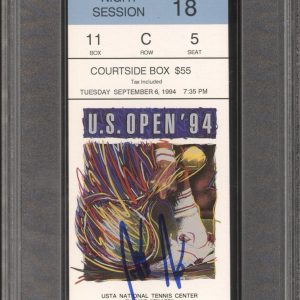 NIGHT
SESSION 18
11 C 5
BOX ROW SEAT
COURTSIDE BOX $55
Tax Included
TUESDAY SEPTEMBER 6, 1994 7:35 PM
U.S. OPEN '94
USTA NATIONAL TENNIS CENTER